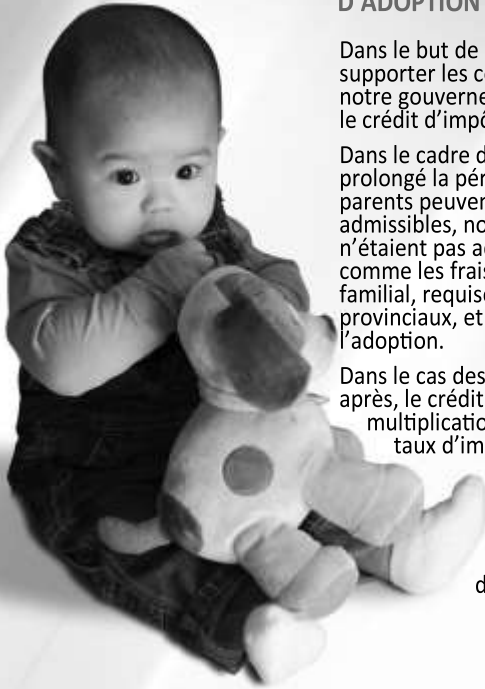 D'ADOPTION
Dans le but de
supporter les c
notre gouverne
le crédit d'impô
Dans le cadre d
prolongé la pér
parents peuver
admissibles, no
n'étaient pas a
comme les frais
familial, requis
provinciaux, et
l'adoption.
Dans le cas des
après, le crédit
multiplicatio
taux d'im
d